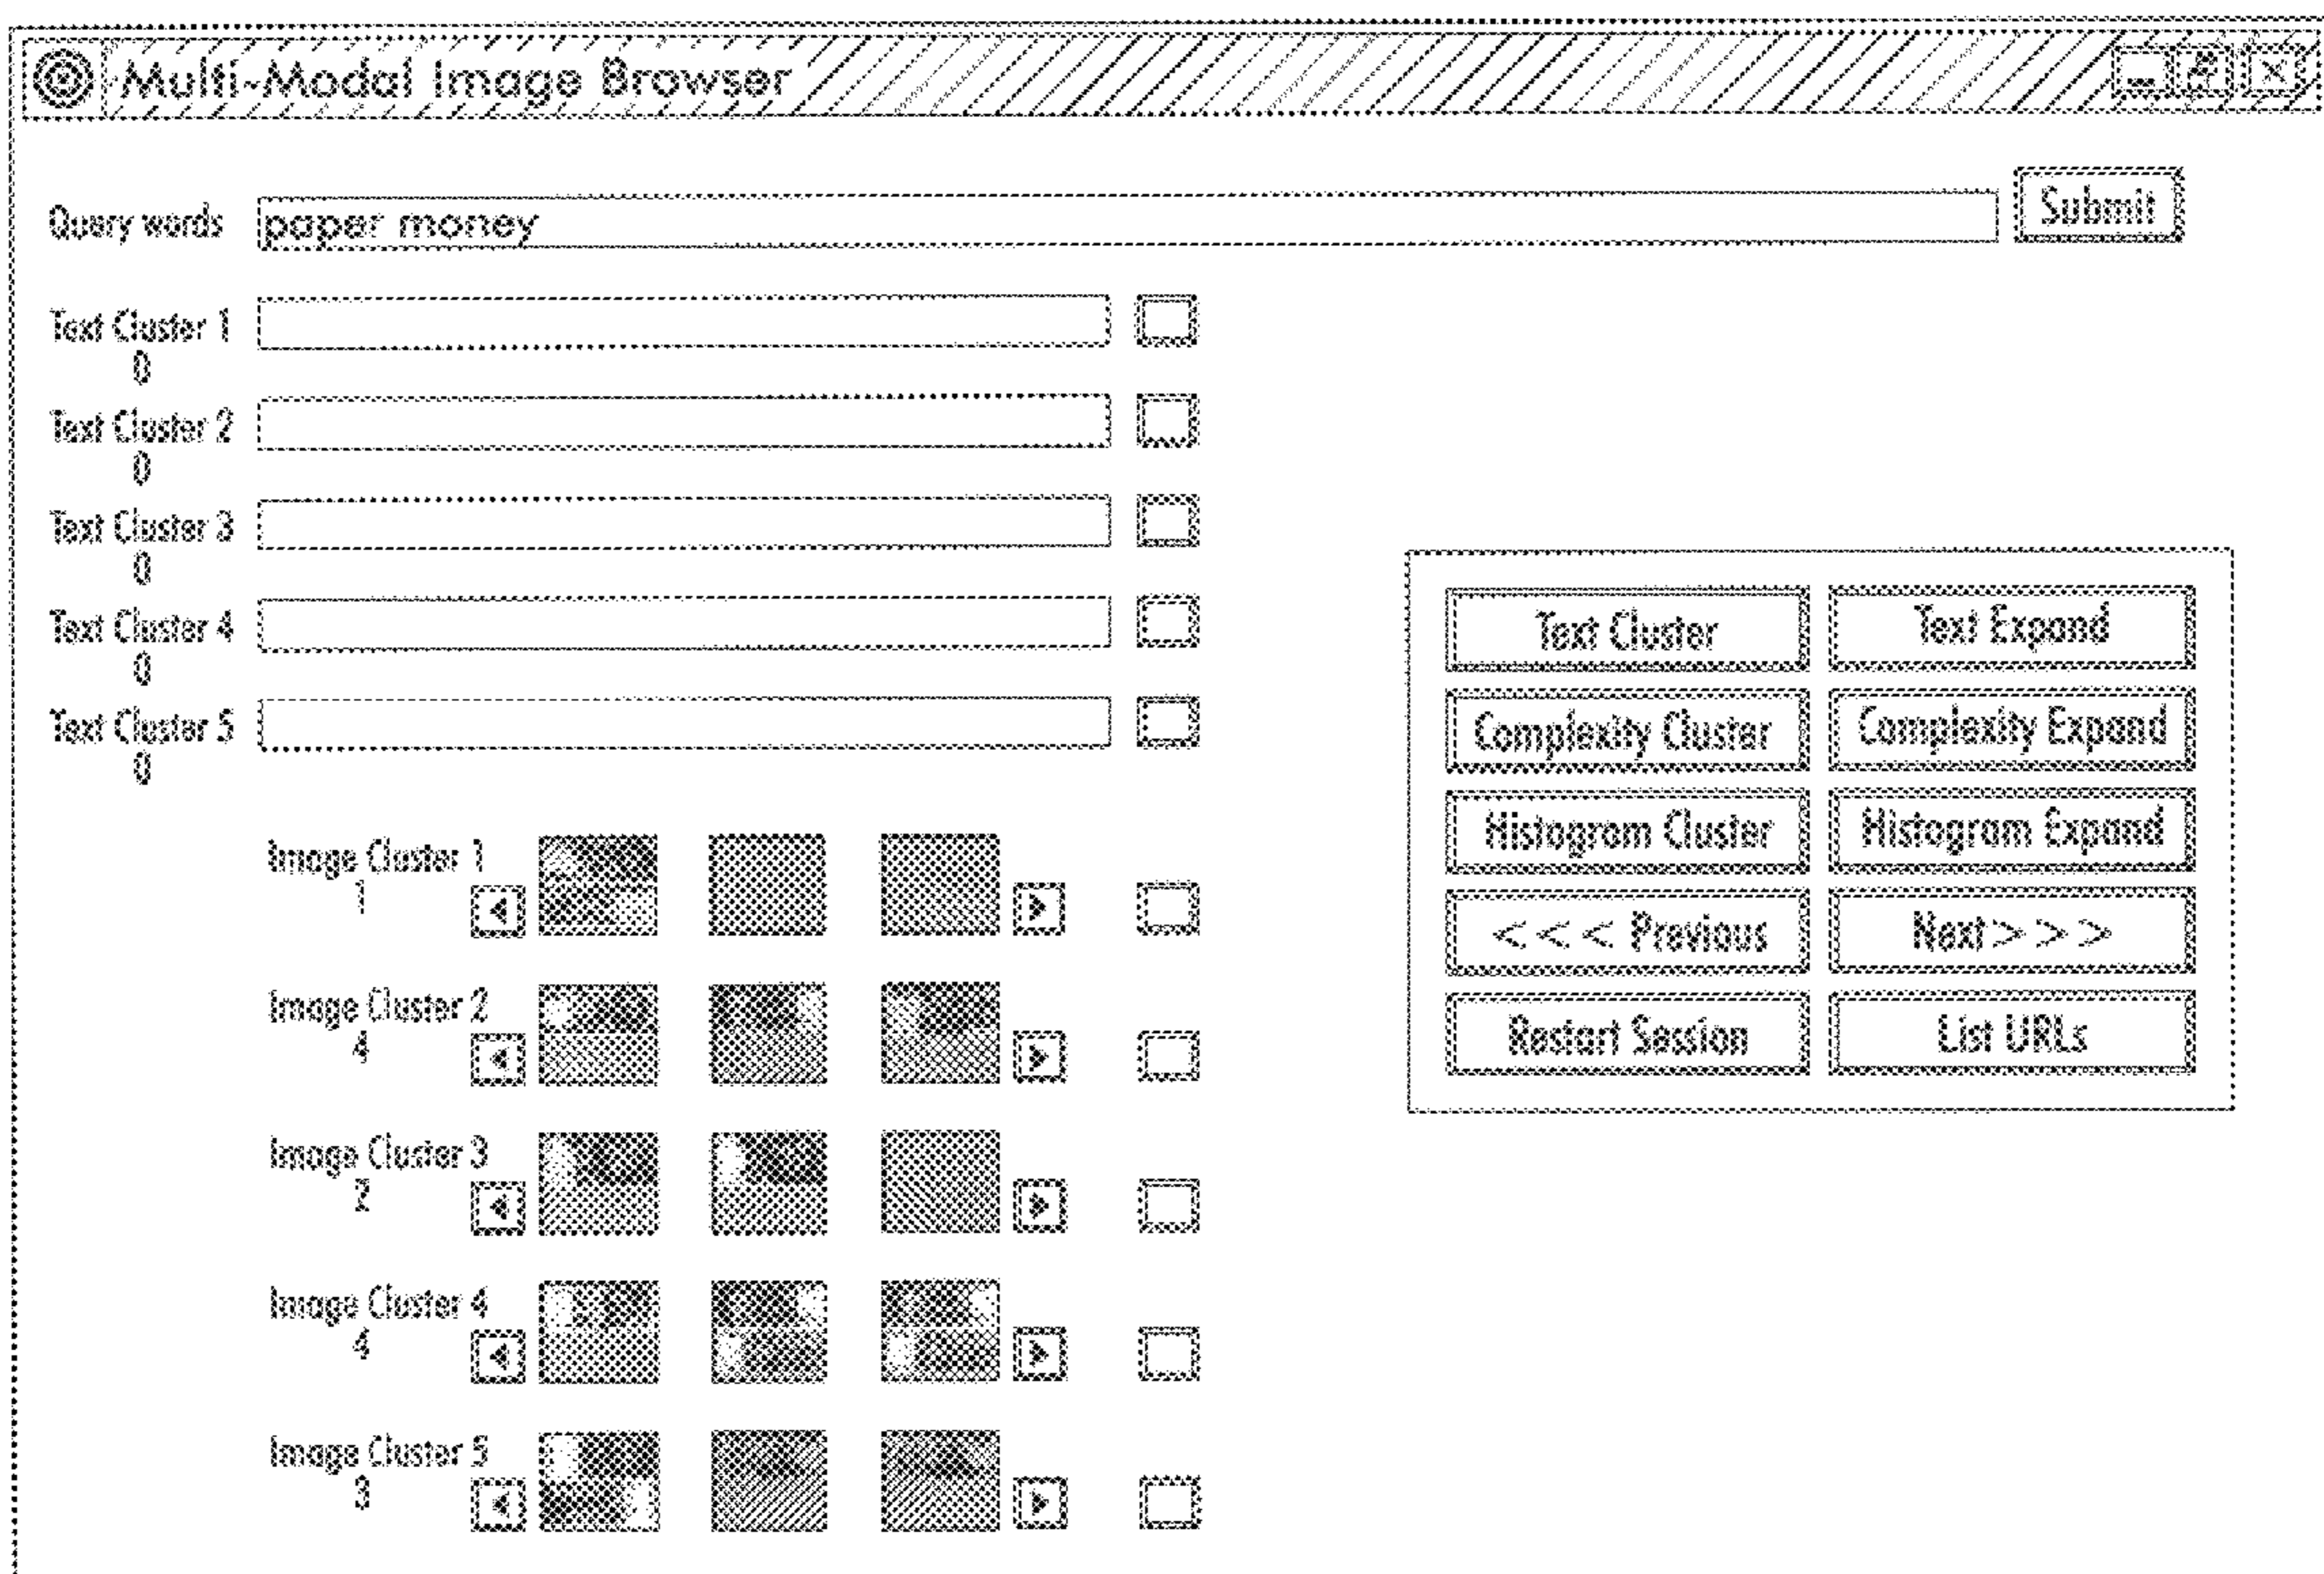 Multi-Modal Image Browser
Query words paper money Submit
Text Cluster 1
0
Text Cluster 2
0
Text Cluster 3
0
Text Cluster 4
0
Text Cluster 5
0
Text Cluster Text Expand
Complexity Cluster Complexity Expand
Histogram Cluster Histogram Expand
<<< Previous Next>>>
Restart Session List URLs
Image Cluster 1
1
Image Cluster 2
4
Image Cluster 3
2
Image Cluster 4
4
Image Cluster 5
3